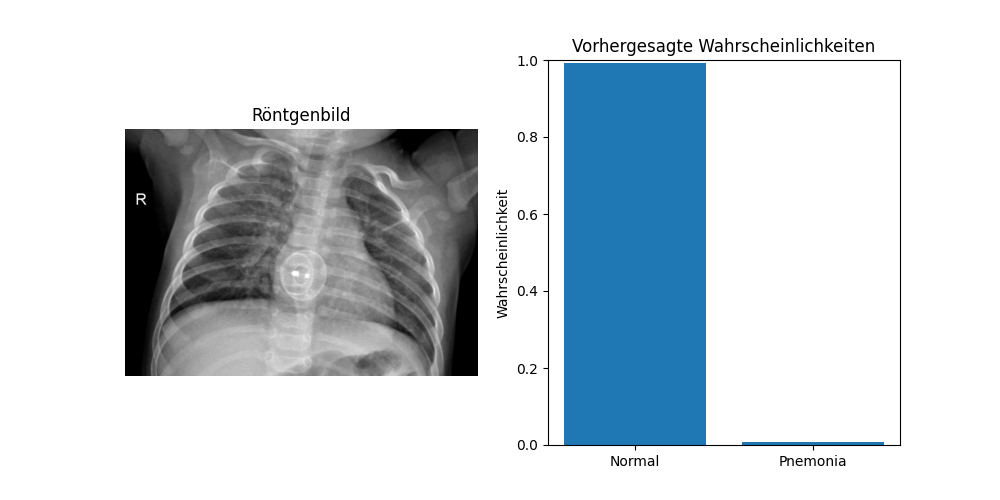 Röntgenbild
R
Vorhergesagte Wahrscheinlichkeiten
Wahrscheinlichkeit
1.0
0.8
0.6
0.4
0.2
0.0
Normal
Pnemonia